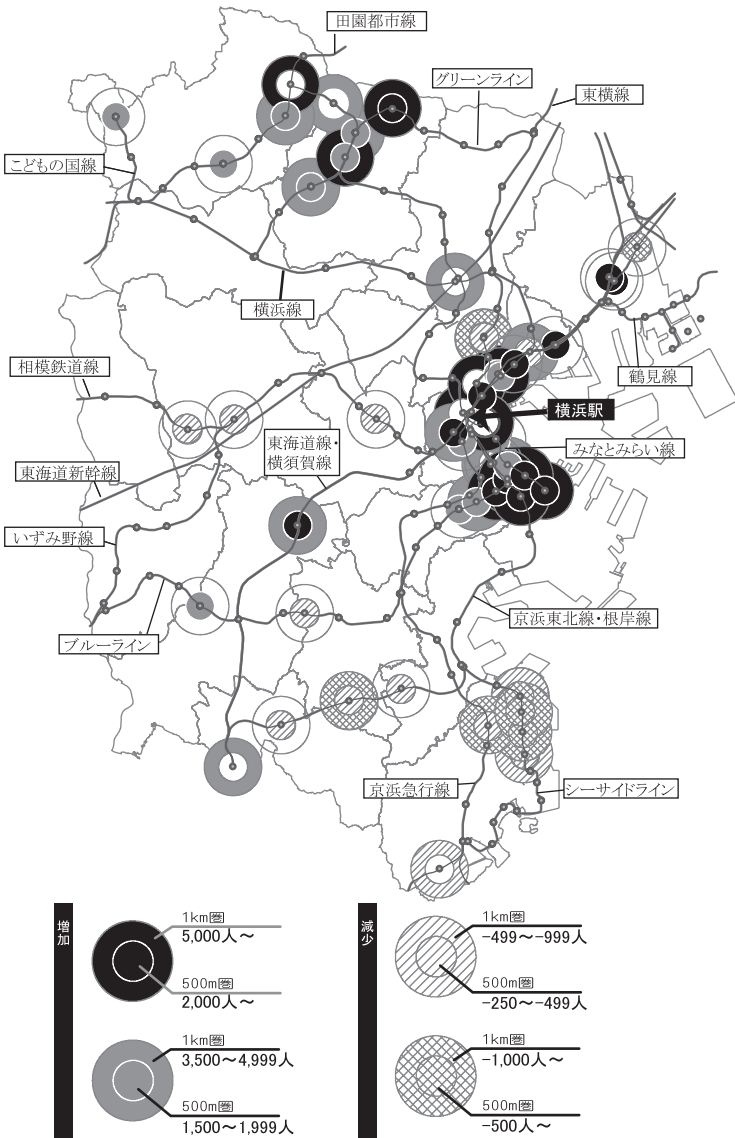 田園都市線
グリーンライン
東横線
こどもの国線
横浜線
相模鉄道線
鶴見線
横浜駅
東海道線・
横須賀線
みなとみらい線
東海道新幹線
いずみ野線
京浜東北線・根岸線
ブルーライン
京浜急行線
シーサイドライン
増加
1km圏
5,000人～
500m圏
2,000人～
1km圏
3,500～4,999人
500m圏
1,500～1,999人
減少
1km圏
-499～-999人
500m圏
-250～-499人
1km圏
-1,000人～
500m圏
-500人～